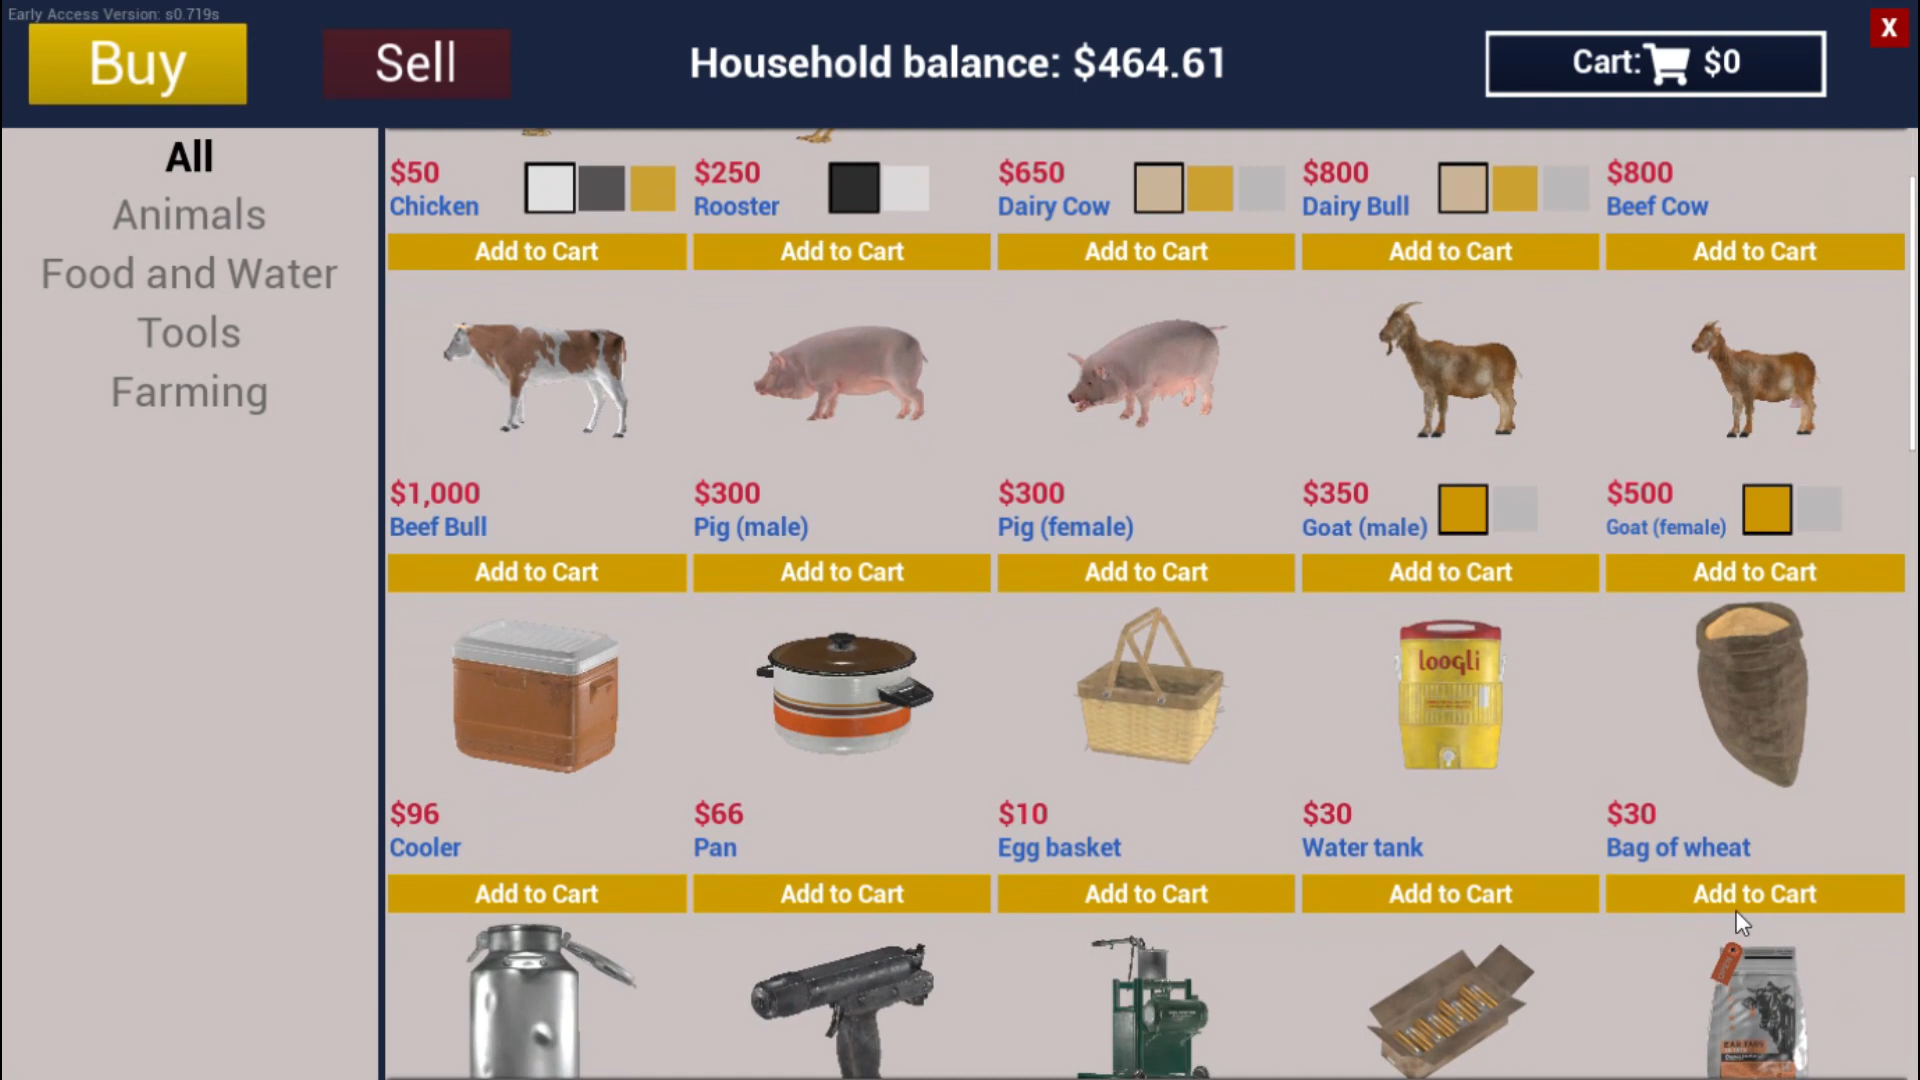 Early Access Version: s0.719s
Buy
Sell
Household balance: $464.61
Cart: $0
X
All
Animals
Food and Water
Tools
Farming
$50
Chicken
$250
Rooster
$650
Dairy Cow
$800
Dairy Bull
$800
Beef Cow
Add to Cart
Add to Cart
Add to Cart
Add to Cart
Add to Cart
$1,000
Beef Bull
$300
Pig (male)
$300
Pig (female)
$350
Goat (male)
$500
Goat (female)
Add to Cart
Add to Cart
Add to Cart
Add to Cart
Add to Cart
loogli
$96
Cooler
$66
Pan
$10
Egg basket
$30
Water tank
$30
Bag of wheat
Add to Cart
Add to Cart
Add to Cart
Add to Cart
Add to Cart
EAR TAGS